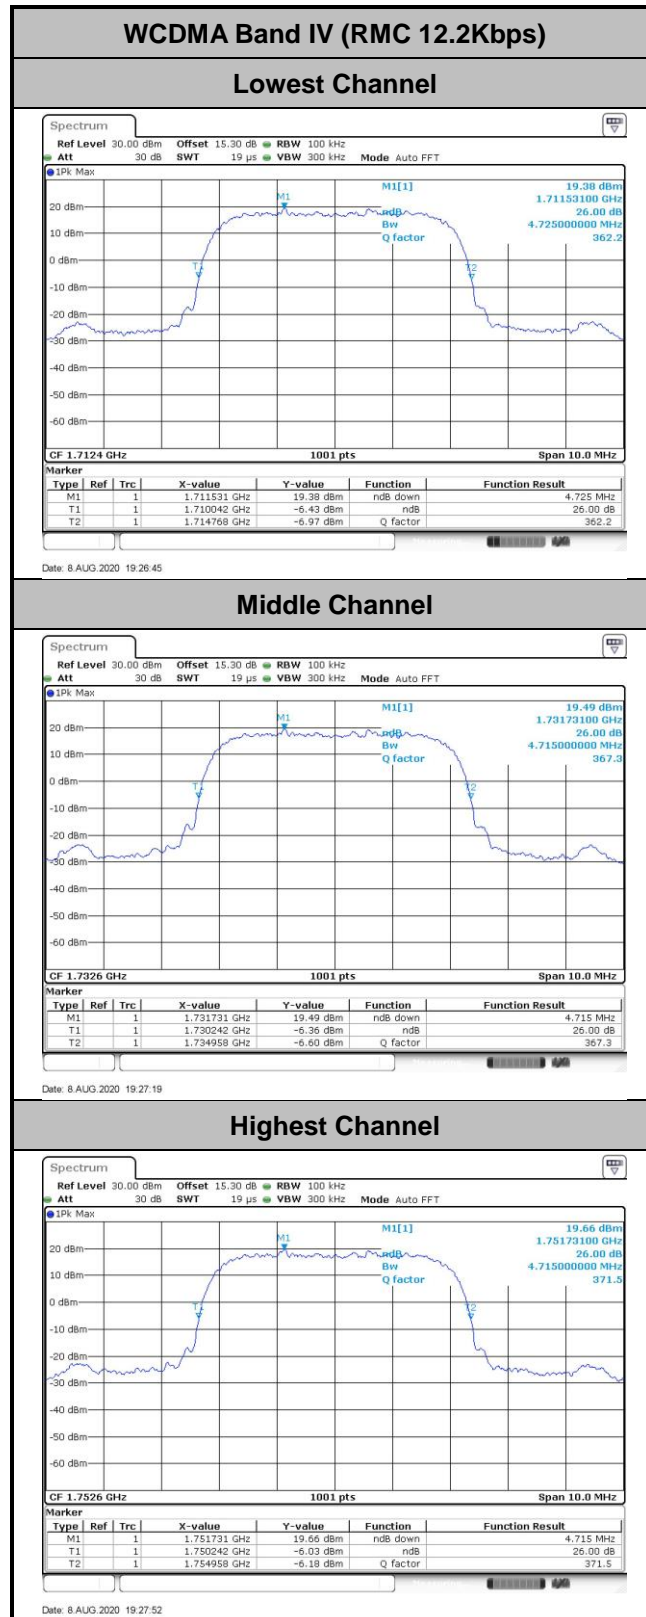 WCDMA Band IV (RMC 12.2Kbps)
Lowest Channel
Spectrum
Ref Level 30.00 dBm Offset 15.30 dB RBW 100 kHz
Att 30 dB SWT 19 µs VBW 300 kHz Mode Auto FFT
1Pk Max
M1[1] 19.38 dBm
1.71153100 GHz
ndB 26.00 dB
Bw 4.725000000 MHz
Q factor 362.2
M1
T1
T2
20 dBm
10 dBm
0 dBm
-10 dBm
-20 dBm
-30 dBm
-40 dBm
-50 dBm
-60 dBm
CF 1.7124 GHz 1001 pts Span 10.0 MHz
Marker
Type Ref Trc X-value Y-value Function Function Result
M1 1 1.711531 GHz 19.38 dBm ndB down 4.725 MHz
T1 1 1.710042 GHz -6.43 dBm ndB 26.00 dB
T2 1 1.714768 GHz -6.97 dBm Q factor 362.2
Date: 8.AUG.2020 19:26:45
Middle Channel
Spectrum
Ref Level 30.00 dBm Offset 15.30 dB RBW 100 kHz
Att 30 dB SWT 19 µs VBW 300 kHz Mode Auto FFT
1Pk Max
M1[1] 19.49 dBm
1.73173100 GHz
ndB 26.00 dB
Bw 4.715000000 MHz
Q factor 367.3
M1
T1
T2
20 dBm
10 dBm
0 dBm
-10 dBm
-20 dBm
-30 dBm
-40 dBm
-50 dBm
-60 dBm
CF 1.7326 GHz 1001 pts Span 10.0 MHz
Marker
Type Ref Trc X-value Y-value Function Function Result
M1 1 1.731731 GHz 19.49 dBm ndB down 4.715 MHz
T1 1 1.730242 GHz -6.36 dBm ndB 26.00 dB
T2 1 1.734958 GHz -6.60 dBm Q factor 367.3
Date: 8.AUG.2020 19:27:19
Highest Channel
Spectrum
Ref Level 30.00 dBm Offset 15.30 dB RBW 100 kHz
Att 30 dB SWT 19 µs VBW 300 kHz Mode Auto FFT
1Pk Max
M1[1] 19.66 dBm
1.75173100 GHz
ndB 26.00 dB
Bw 4.715000000 MHz
Q factor 371.5
M1
T1
T2
20 dBm
10 dBm
0 dBm
-10 dBm
-20 dBm
-30 dBm
-40 dBm
-50 dBm
-60 dBm
CF 1.7526 GHz 1001 pts Span 10.0 MHz
Marker
Type Ref Trc X-value Y-value Function Function Result
M1 1 1.751731 GHz 19.66 dBm ndB down 4.715 MHz
T1 1 1.750242 GHz -6.03 dBm ndB 26.00 dB
T2 1 1.754958 GHz -6.18 dBm Q factor 371.5
Date: 8.AUG.2020 19:27:52